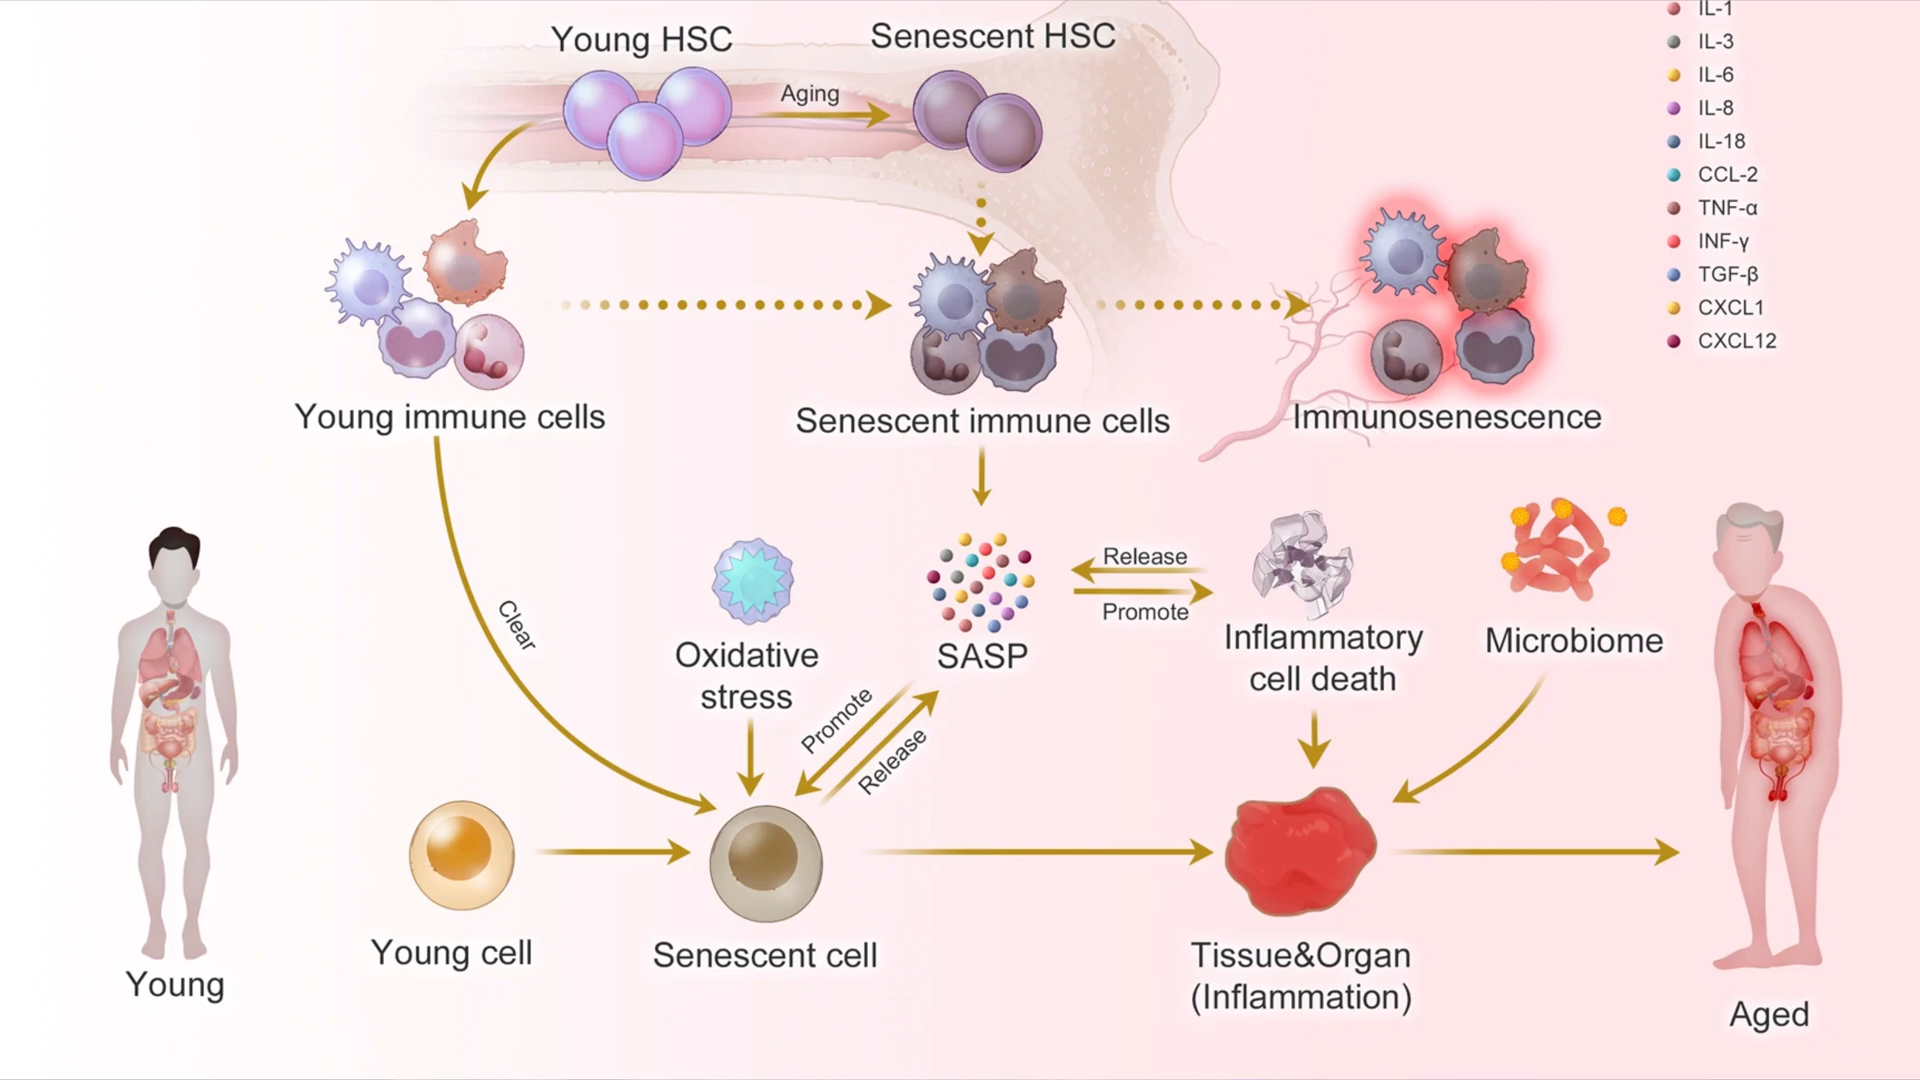 Young HSC
Senescent HSC
Aging
IL-1
IL-3
IL-6
IL-8
IL-18
CCL-2
TNF-α
INF-γ
TGF-β
CXCL1
CXCL12
Young immune cells
Senescent immune cells
Immunosenescence
Clear
Oxidative
stress
SASP
Release
Promote
Inflammatory
cell death
Microbiome
Promote
Release
Young
Young cell
Senescent cell
Tissue&Organ
(Inflammation)
Aged